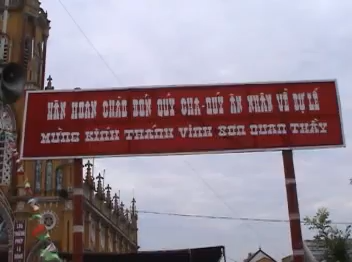 HÂN HOAN CHÀO ĐÓN QUÝ CHA-QUÝ ÂN NHÂN VỀ DỰ LỄ
MỪNG KÍNH THÁNH VINH SƠN QUAN THẦY